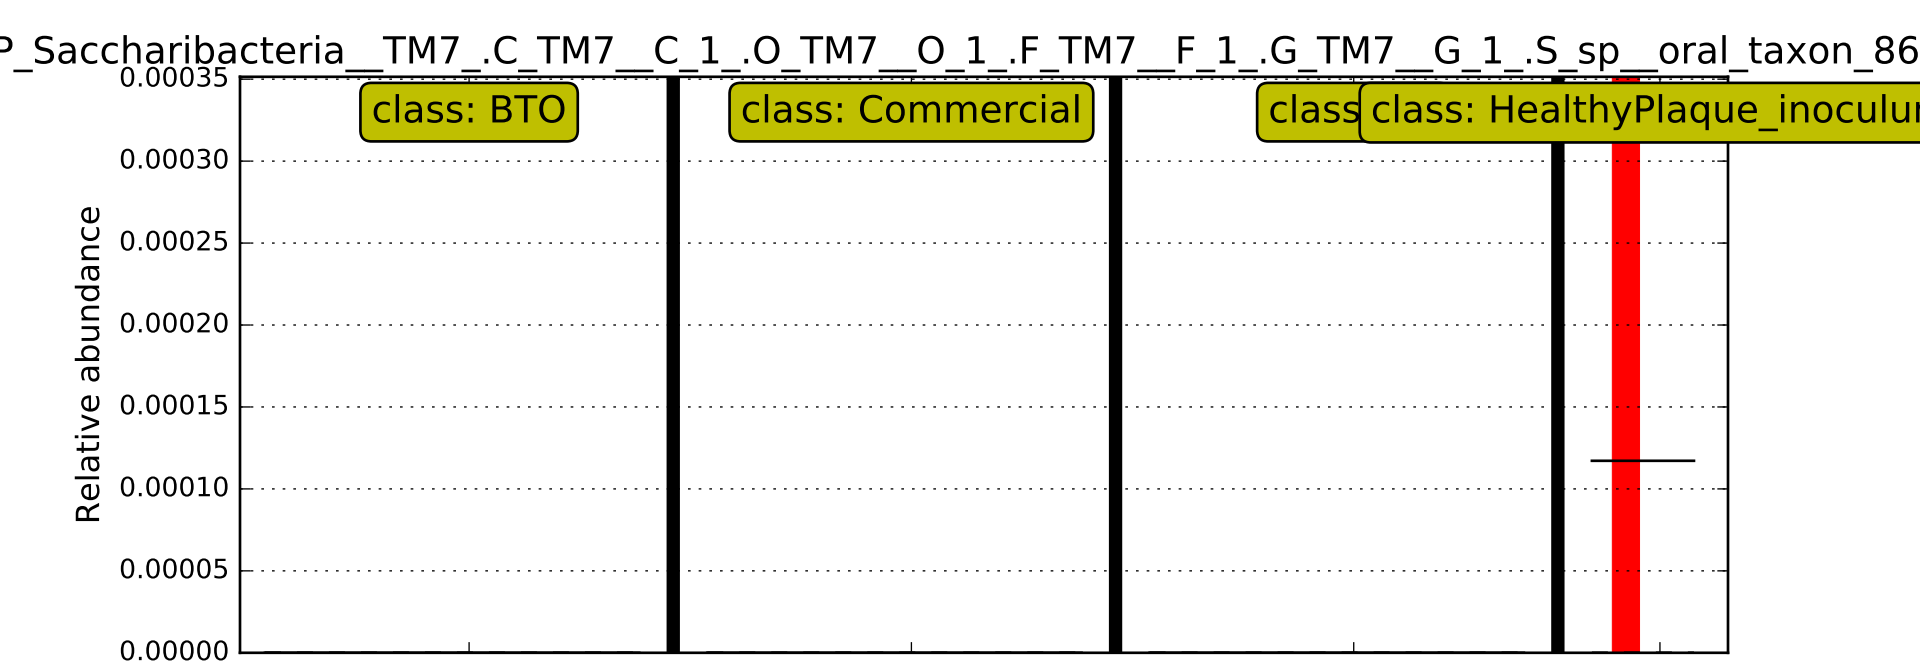 P_Saccharibacteria__TM7_.C_TM7__C_1_.O_TM7__O_1_.F_TM7__F_1_.G_TM7__G_1_.S_sp__oral_taxon_86
0.00035
class: BTO
class: Commercial
class
class: HealthyPlaque_inoculu
0.00030
0.00025
0.00020
0.00015
0.00010
0.00005
0.00000
Relative abundance